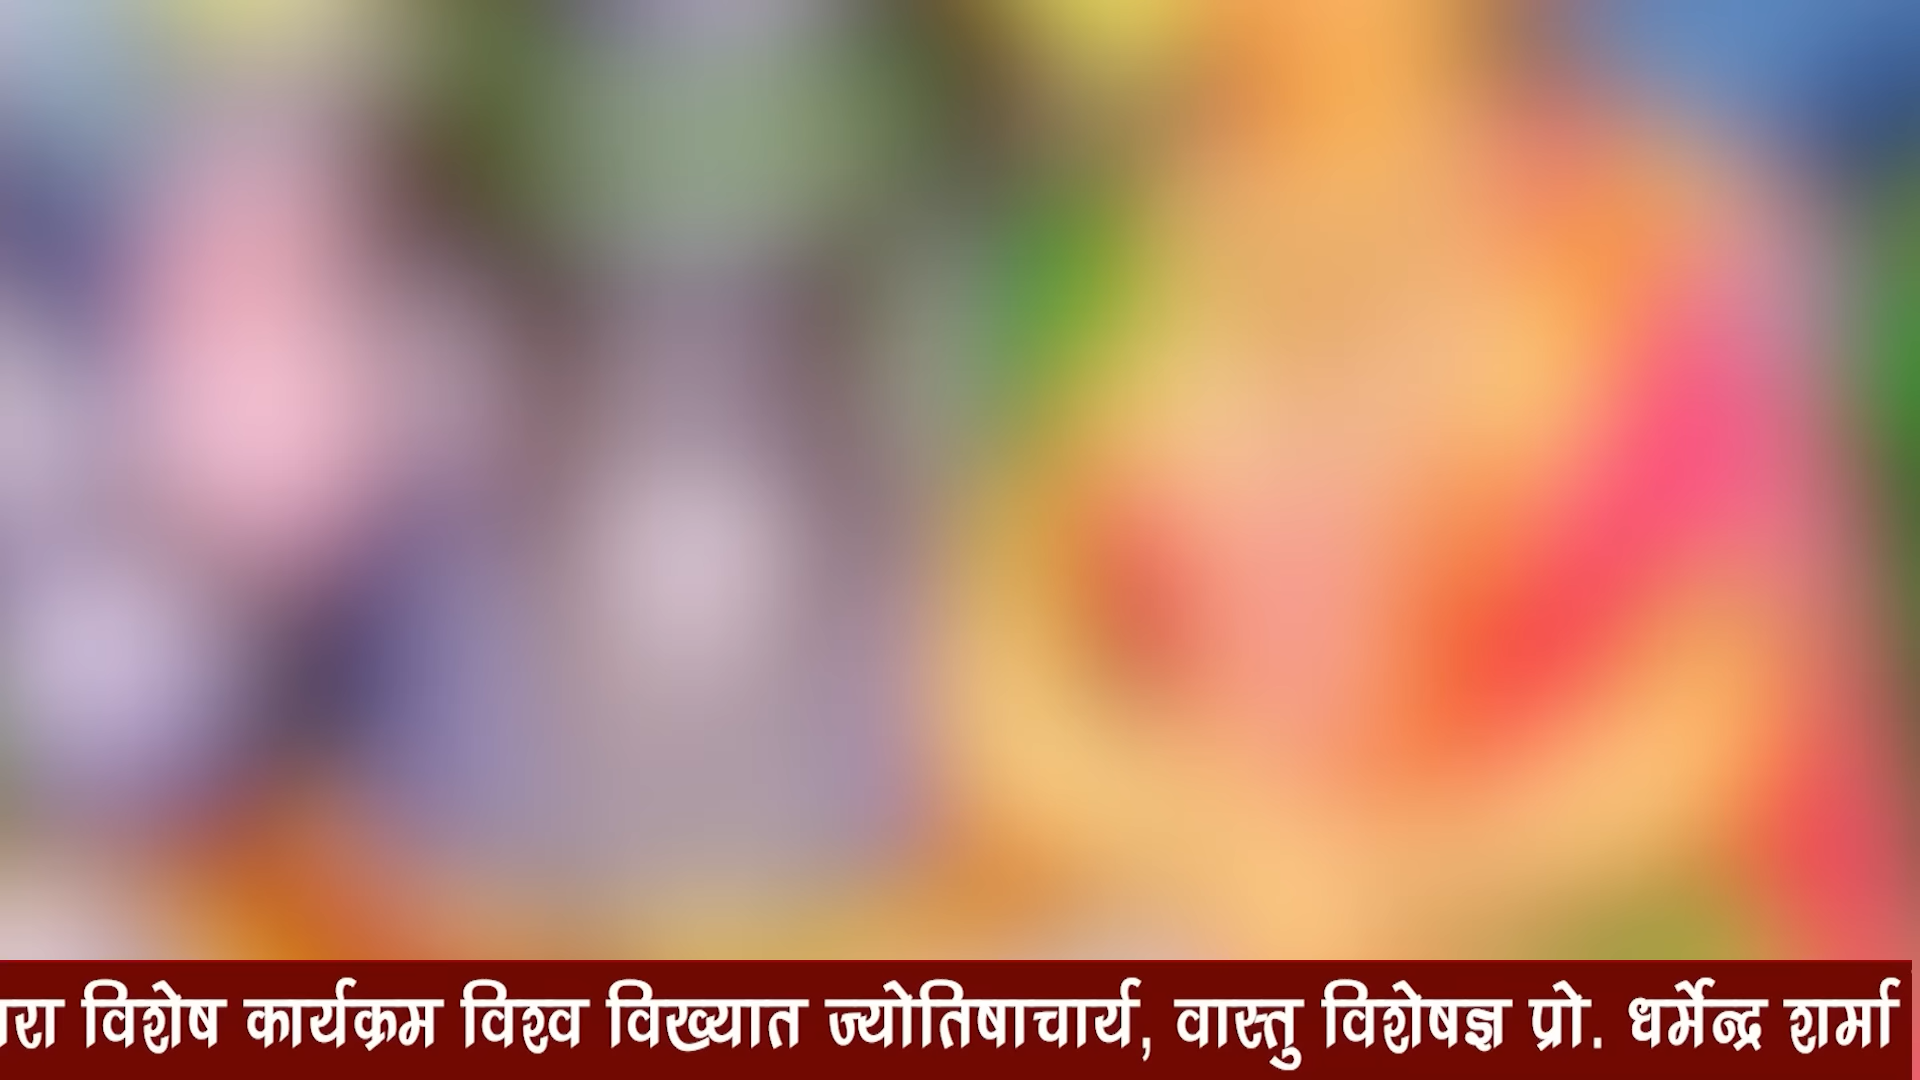 विशेष कार्यक्रम विश्व विख्यात ज्योतिषाचार्य, वास्तु विशेषज्ञ प्रो. धर्मेन्द्र शर्मा